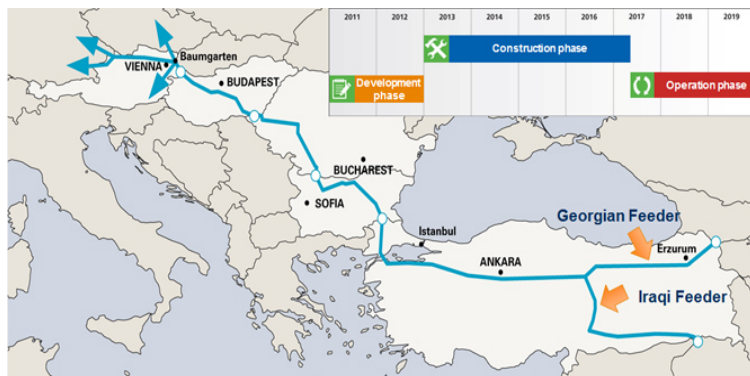 2011 2012 2013 2014 2015 2016 2017 2018 2019
Construction phase
Development
phase
Operation phase
Baumgarten
VIENNA
BUDAPEST
BUCHAREST
SOFIA
Istanbul
Georgian Feeder
Erzurum
ANKARA
Iraqi Feeder